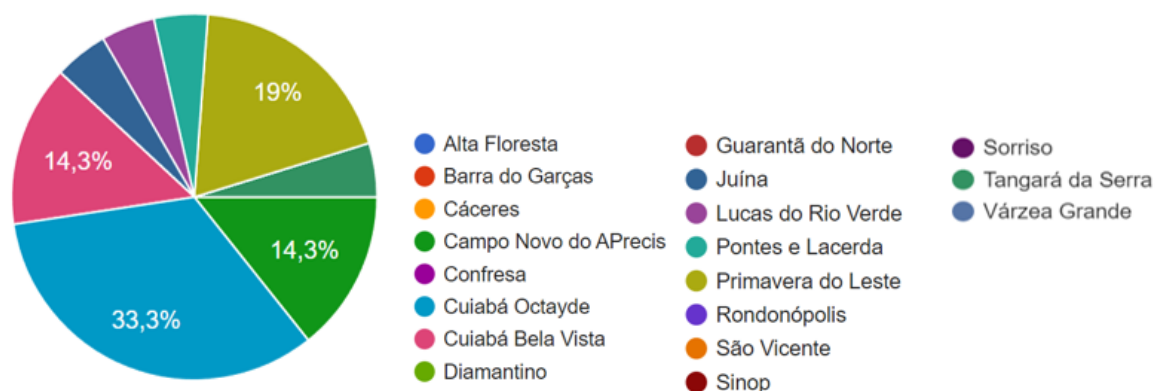 19%
14,3%
14,3%
33,3%
Alta Floresta
Barra do Garças
Cáceres
Campo Novo do APrecis
Confresa
Cuiabá Octayde
Cuiabá Bela Vista
Diamantino
Guarantã do Norte
Juína
Lucas do Rio Verde
Pontes e Lacerda
Primavera do Leste
Rondonópolis
São Vicente
Sinop
Sorriso
Tangará da Serra
Várzea Grande